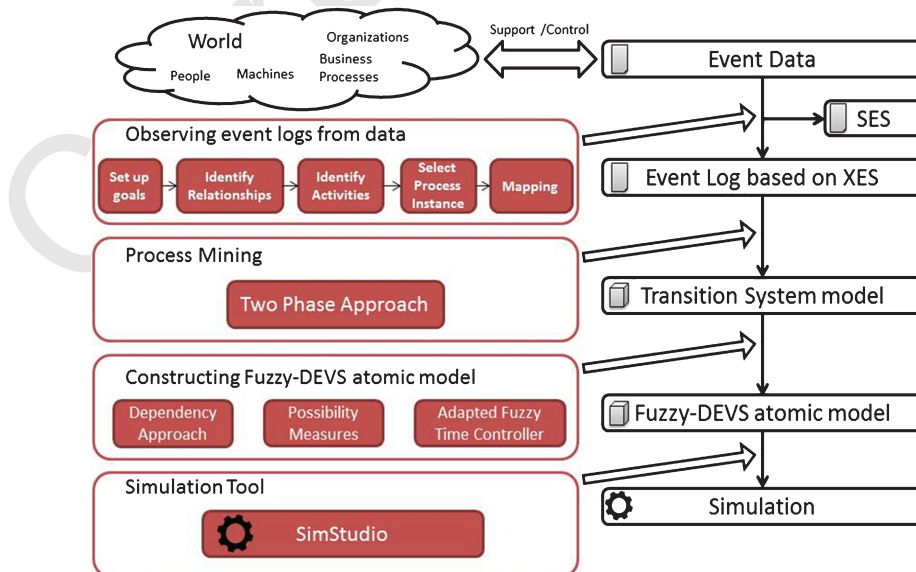 World
Organizations
Business
Processes
People
Machines
Support /Control
Event Data
SES
Observing event logs from data
Set up
goals
Identify
Relationships
Identify
Activities
Select
Process
Instance
Mapping
Event Log based on XES
Process Mining
Two Phase Approach
Transition System model
Constructing Fuzzy-DEVS atomic model
Dependency
Approach
Possibility
Measures
Adapted Fuzzy
Time Controller
Fuzzy-DEVS atomic model
Simulation Tool
SimStudio
Simulation